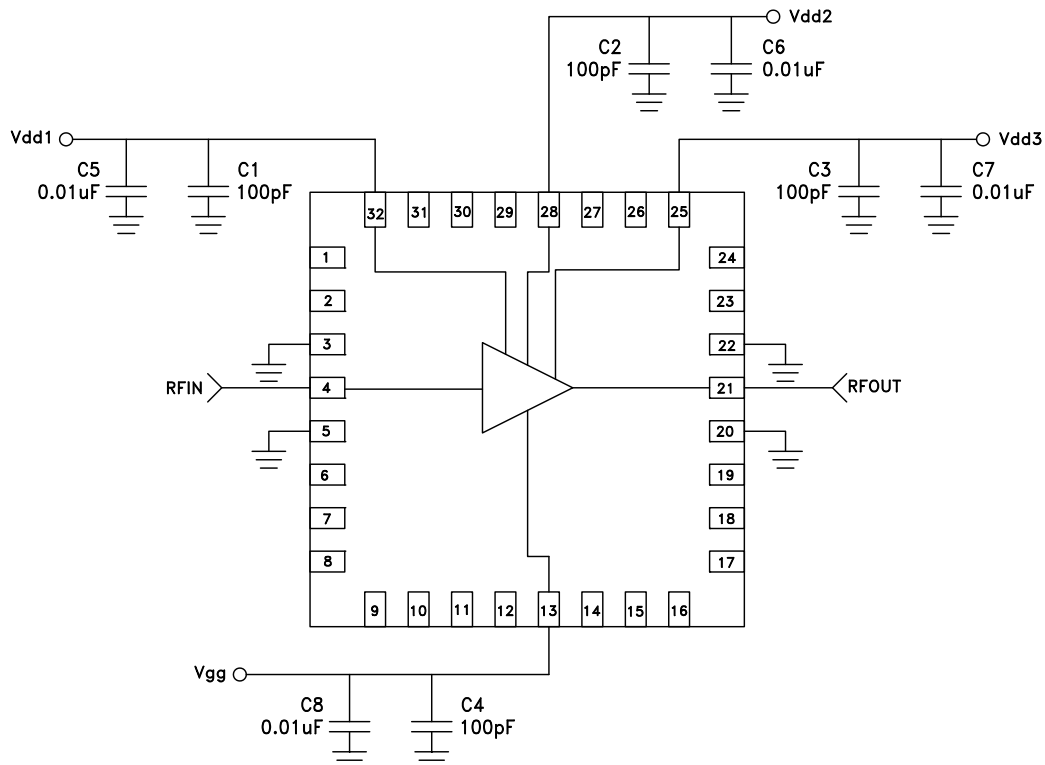 Vdd2
C2
100pF
C6
0.01uF
Vdd1
C5
0.01uF
C1
100pF
Vdd3
C3
100pF
C7
0.01uF
32 31 30 29 28 27 26 25
1 24
2 23
3 22
RFIN 4 21 RFOUT
5 20
6 19
7 18
8 17
9 10 11 12 13 14 15 16
Vgg
C8
0.01uF
C4
100pF